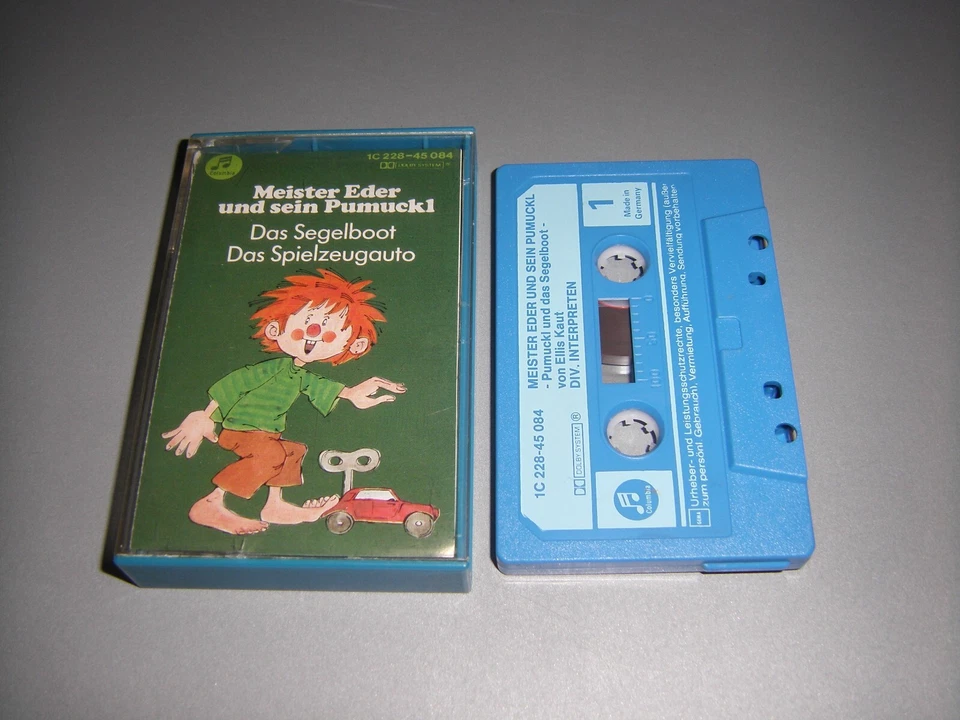 1C 228-45 084
DOLBY SYSTEM
Columbia
Meister Eder
und sein Pumuckl
Das Segelboot
Das Spielzeugauto
1
Made in
Germany
MEISTER EDER UND SEIN PUMUCKL
- Pumuckl und das Segelboot -
von Ellis Kaut
DIV. INTERPRETEN
1C 228-45 084
DOLBY SYSTEM ®
Columbia
Urheber- und Leistungsschutzrechte, besonders Vervielfältigung (außer
zum persönl. Gebrauch), Vermietung, Aufführung, Sendung vorbehalten